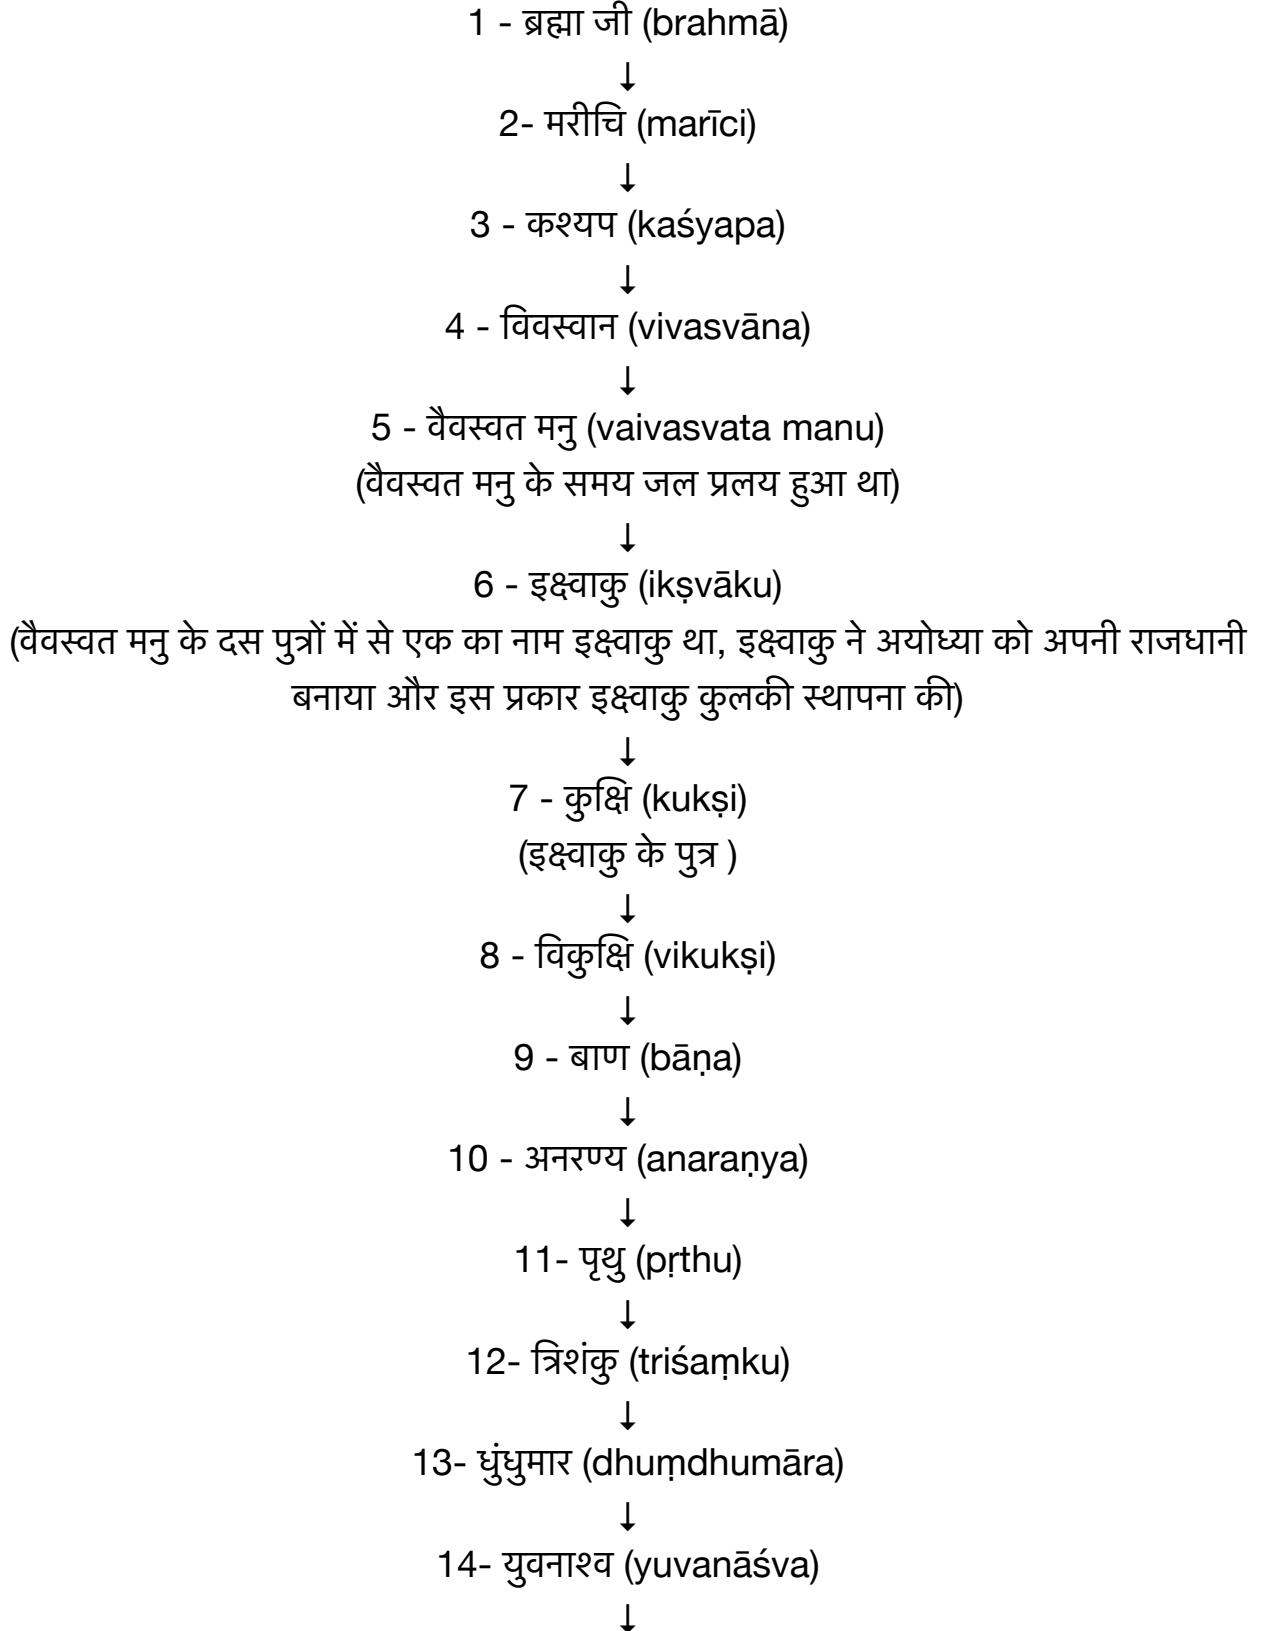 1 - ब्रह्मा जी (brahmā)
↓
2- मरीचि (marīci)
↓
3 - कश्यप (kaśyapa)
↓
4 - विवस्वान (vivasvāna)
↓
5 - वैवस्वत मनु (vaivasvata manu)
(वैवस्वत मनु के समय जल प्रलय हुआ था)
↓
6 - इक्ष्वाकु (ikṣvāku)
(वैवस्वत मनु के दस पुत्रों में से एक का नाम इक्ष्वाकु था, इक्ष्वाकु ने अयोध्या को अपनी राजधानी
बनाया और इस प्रकार इक्ष्वाकु कुलकी स्थापना की)
↓
7 - कुक्षि (kukṣi)
(इक्ष्वाकु के पुत्र )
↓
8 - विकुक्षि (vikukṣi)
↓
9 - बाण (bāṇa)
↓
10 - अनरण्य (anaraṇya)
↓
11- पृथु (pṛthu)
↓
12- त्रिशंकु (triśaṃku)
↓
13- धुंधुमार (dhuṃdhumāra)
↓
14- युवनाश्व (yuvanāśva)
↓